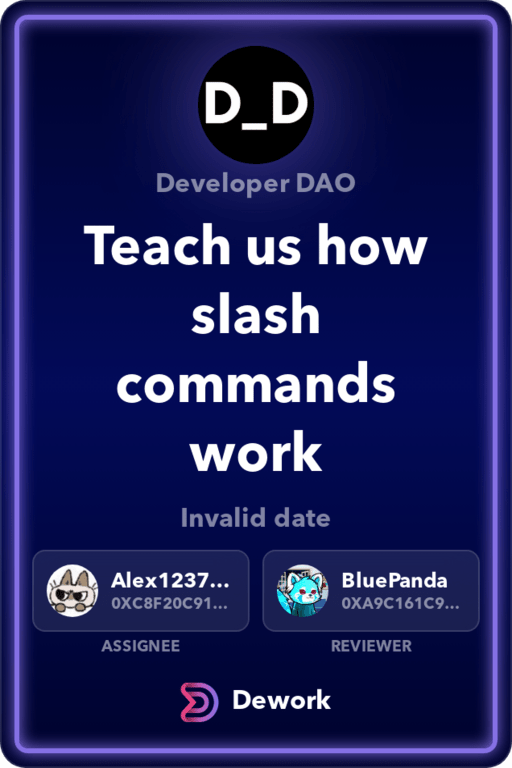 D_D
Developer DAO
Teach us how
slash
commands
work
Invalid date
Alex1237...
0XC8F20C91...
BluePanda
0XA9C161C9...
ASSIGNEE
REVIEWER
Dework